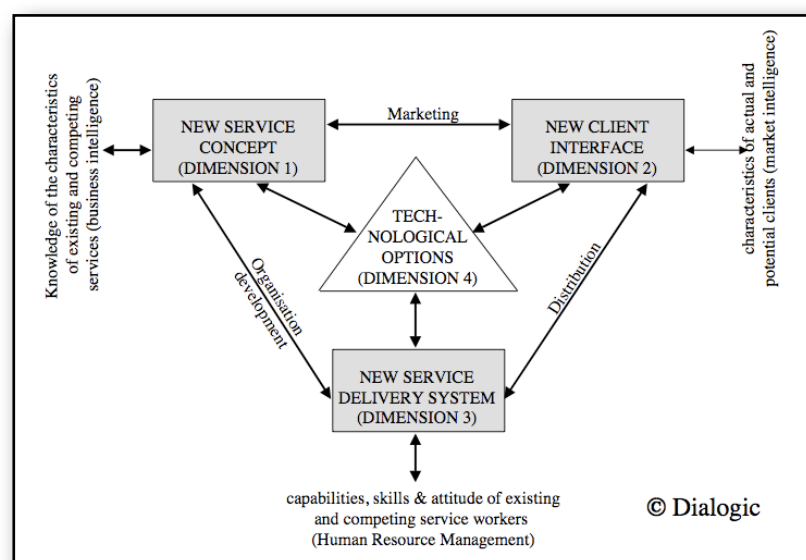 Knowledge of the characteristics
of existing and competing
services (business intelligence)
NEW SERVICE
CONCEPT
(DIMENSION 1)
Marketing
NEW CLIENT
INTERFACE
(DIMENSION 2)
characteristics of actual and
potential clients (market intelligence)
TECH-
NOLOGICAL
OPTIONS
(DIMENSION 4)
Organisation
development
Distribution
NEW SERVICE
DELIVERY SYSTEM
(DIMENSION 3)
capabilities, skills & attitude of existing
and competing service workers
(Human Resource Management)
© Dialogic